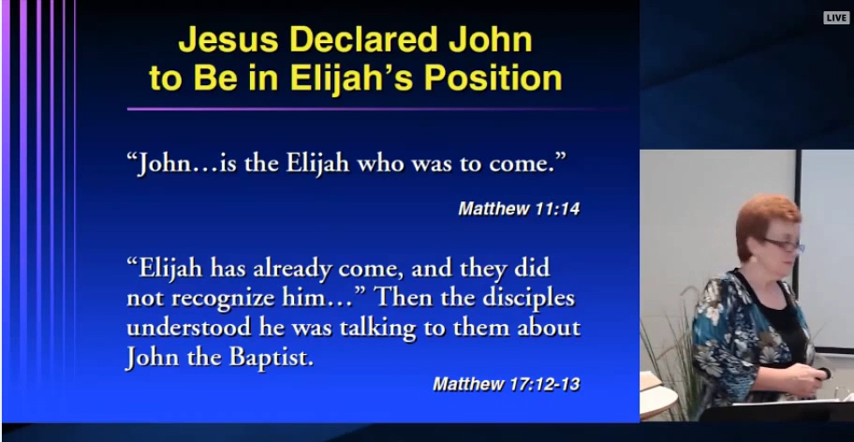 LIVE
Jesus Declared John
to Be in Elijah’s Position
“John…is the Elijah who was to come.”
Matthew 11:14
“Elijah has already come, and they did
not recognize him…” Then the disciples
understood he was talking to them about
John the Baptist.
Matthew 17:12-13